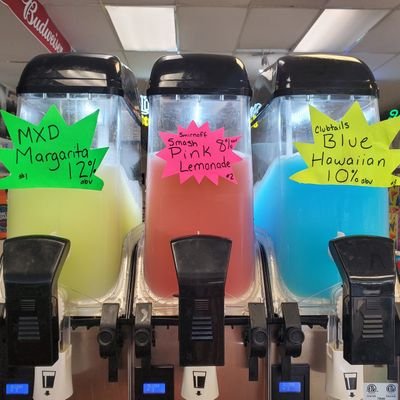 Budweiser
MXD
Margarita
12%
abv
#1
Smirnoff
Smash 8%
abv
Pink
Lemonade
#2
Clubtails
Blue
Hawaiian
10% abv